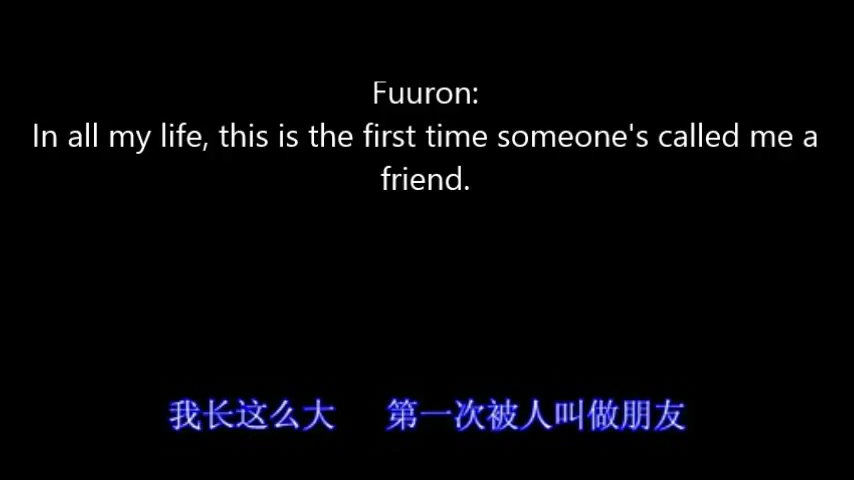 Fuuron:
In all my life, this is the first time someone's called me a
friend.
我长这么大 第一次被人叫做朋友